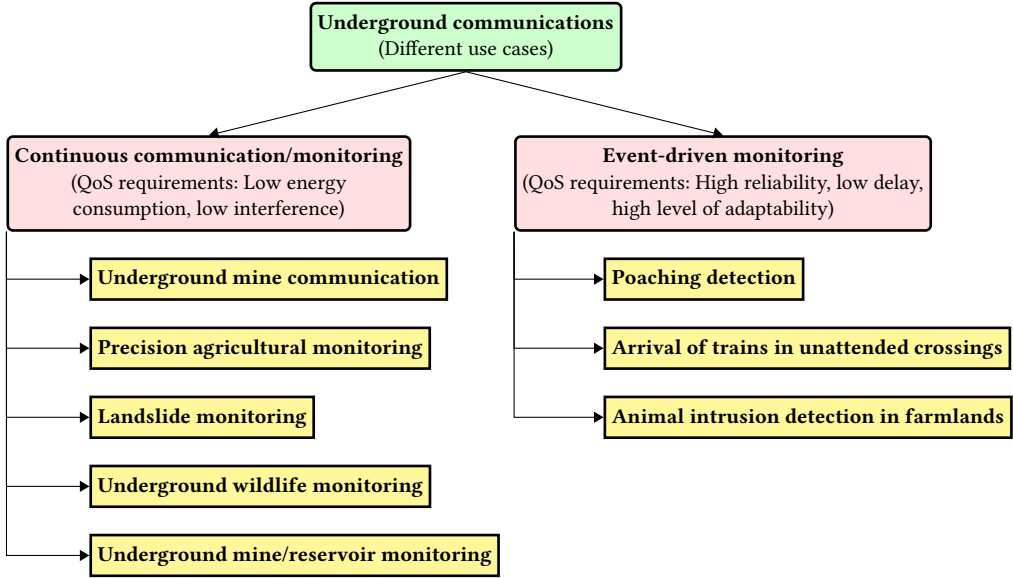 Underground communications
(Different use cases)
Continuous communication/monitoring
(QoS requirements: Low energy
consumption, low interference)
Underground mine communication
Precision agricultural monitoring
Landslide monitoring
Underground wildlife monitoring
Underground mine/reservoir monitoring
Event-driven monitoring
(QoS requirements: High reliability, low delay,
high level of adaptability)
Poaching detection
Arrival of trains in unattended crossings
Animal intrusion detection in farmlands